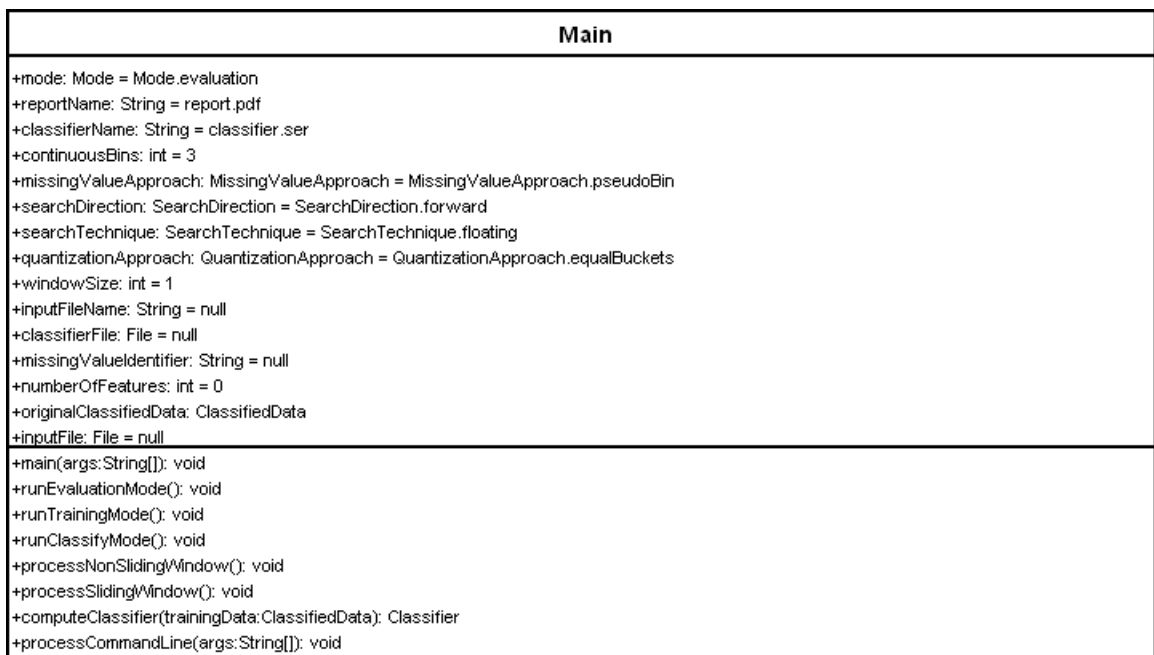 Main
+mode: Mode = Mode.evaluation
+reportName: String = report.pdf
+classifierName: String = classifier.ser
+continuousBins: int = 3
+missingValueApproach: MissingValueApproach = MissingValueApproach.pseudoBin
+searchDirection: SearchDirection = SearchDirection.forward
+searchTechnique: SearchTechnique = SearchTechnique.floating
+quantizationApproach: QuantizationApproach = QuantizationApproach.equalBuckets
+windowSize: int = 1
+inputFileName: String = null
+classifierFile: File = null
+missingValueIdentifier: String = null
+numberOfFeatures: int = 0
+originalClassifiedData: ClassifiedData
+inputFile: File = null
+main(args:String[]): void
+runEvaluationMode(): void
+runTrainingMode(): void
+runClassifyMode(): void
+processNonSlidingWindow(): void
+processSlidingWindow(): void
+computeClassifier(trainingData:ClassifiedData): Classifier
+processCommandLine(args:String[]): void